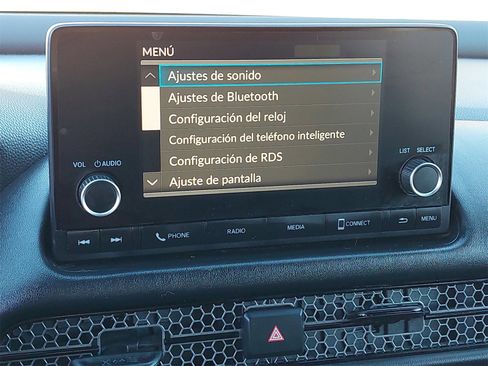 MENÚ
Ajustes de sonido
Ajustes de Bluetooth
Configuración del reloj
Configuración del teléfono inteligente
Configuración de RDS
Ajuste de pantalla
VOL AUDIO
LIST SELECT
PHONE RADIO MEDIA CONNECT MENU